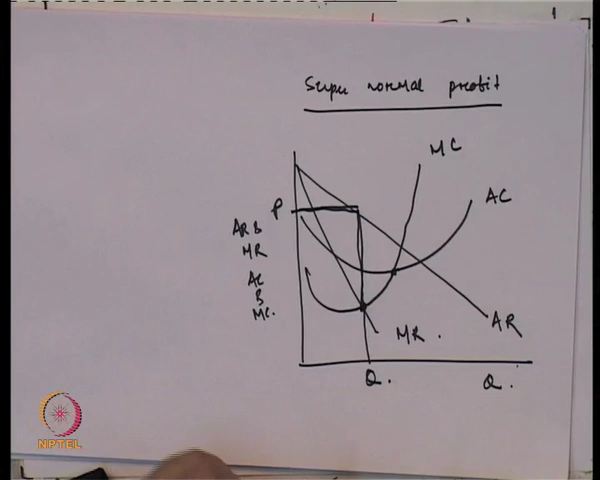 Super normal profit
MC
AC
P
AR &
MR
AC
&
MC.
AR
MR.
Q.
Q.
NPTEL